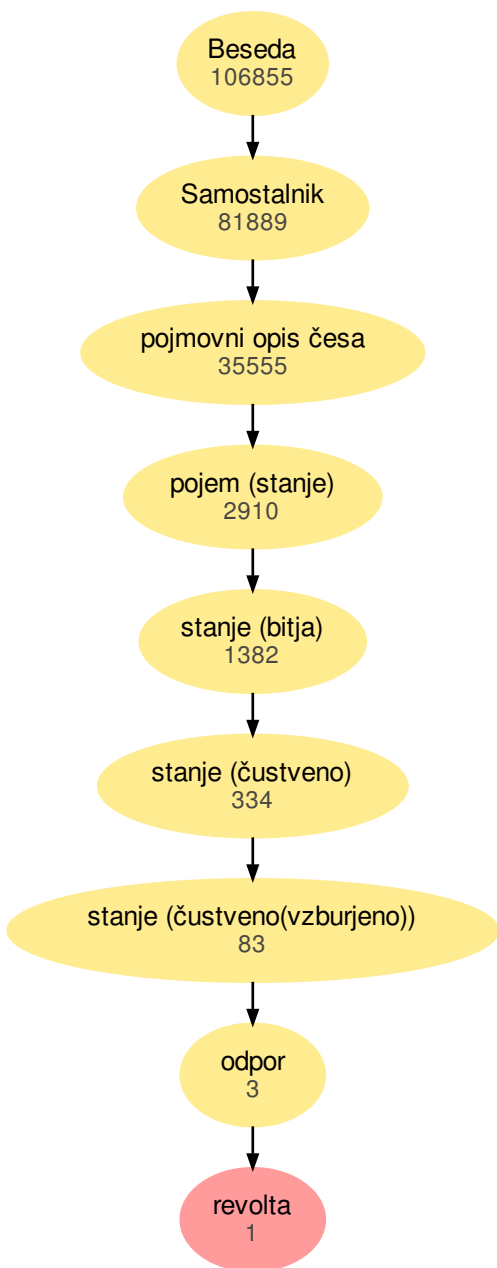 Beseda
106855
Samostalnik
81889
pojmovni opis česa
35555
pojem (stanje)
2910
stanje (bitja)
1382
stanje (čustveno)
334
stanje (čustveno(vzburjeno))
83
odpor
3
revolta
1